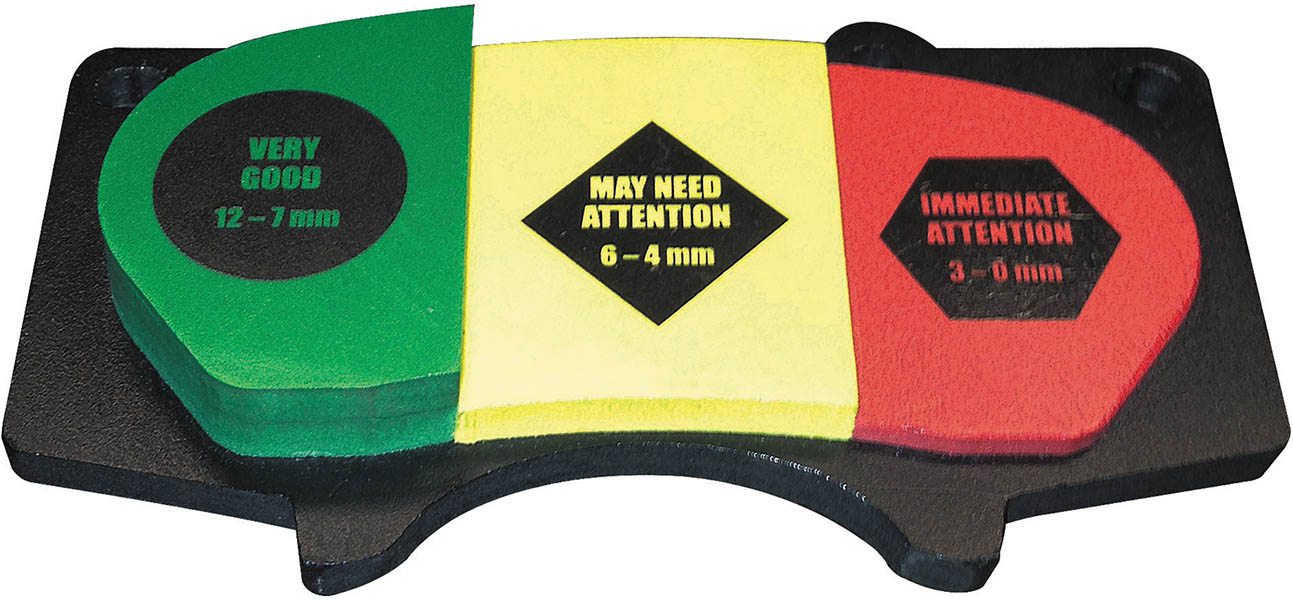 VERY
GOOD
12 – 7 mm
MAY NEED
ATTENTION
6 – 4 mm
IMMEDIATE
ATTENTION
3 – 0 mm